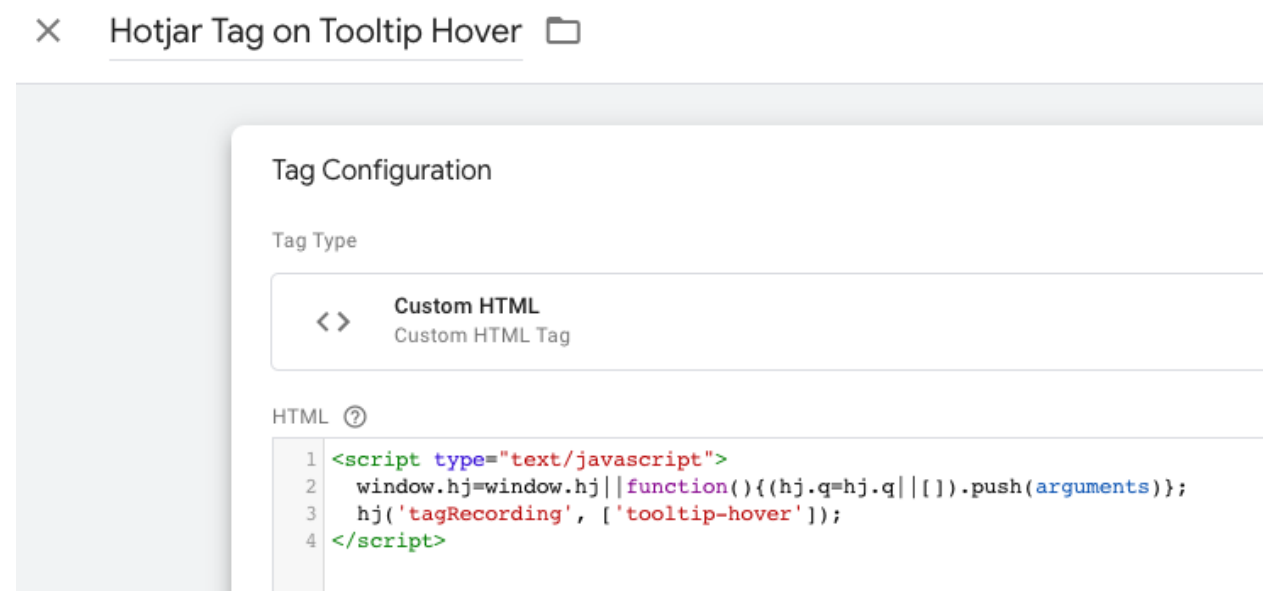 Hotjar Tag on Tooltip Hover
Tag Configuration
Tag Type
Custom HTML
Custom HTML Tag
HTML
1 <script type="text/javascript">
2 window.hj=window.hj||function(){(hj.q=hj.q||[]).push(arguments)};
3 hj('tagRecording', ['tooltip-hover']);
4 </script>